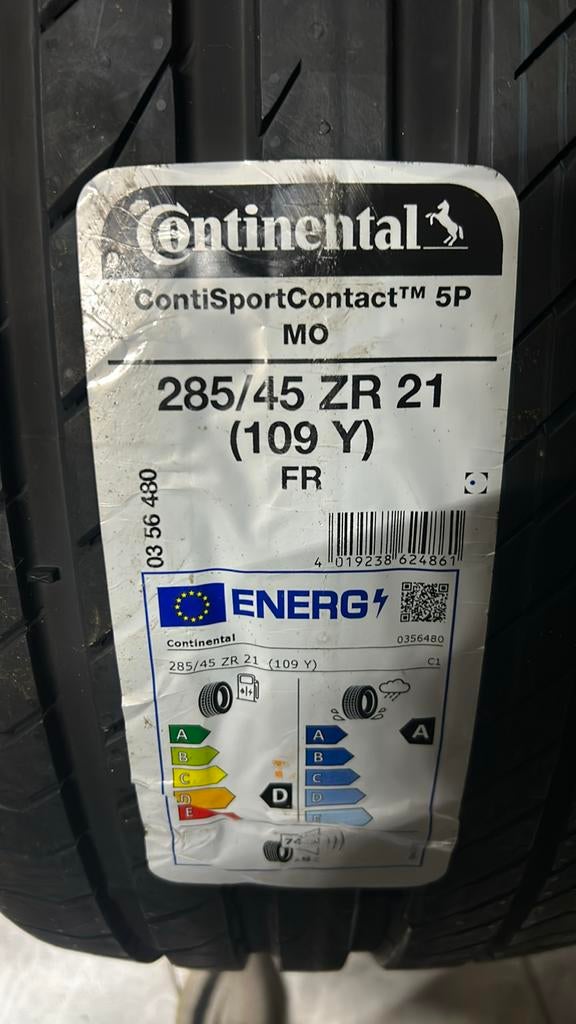 Continental
ContiSportContact™ 5P
MO
285/45 ZR 21
(109 Y)
FR
03 56 480
4 019238 624861
ENERG
Continental
0356480
285/45 ZR 21 (109 Y)
C1
A
B
C
D
E
D
A
B
C
D
E
A
74